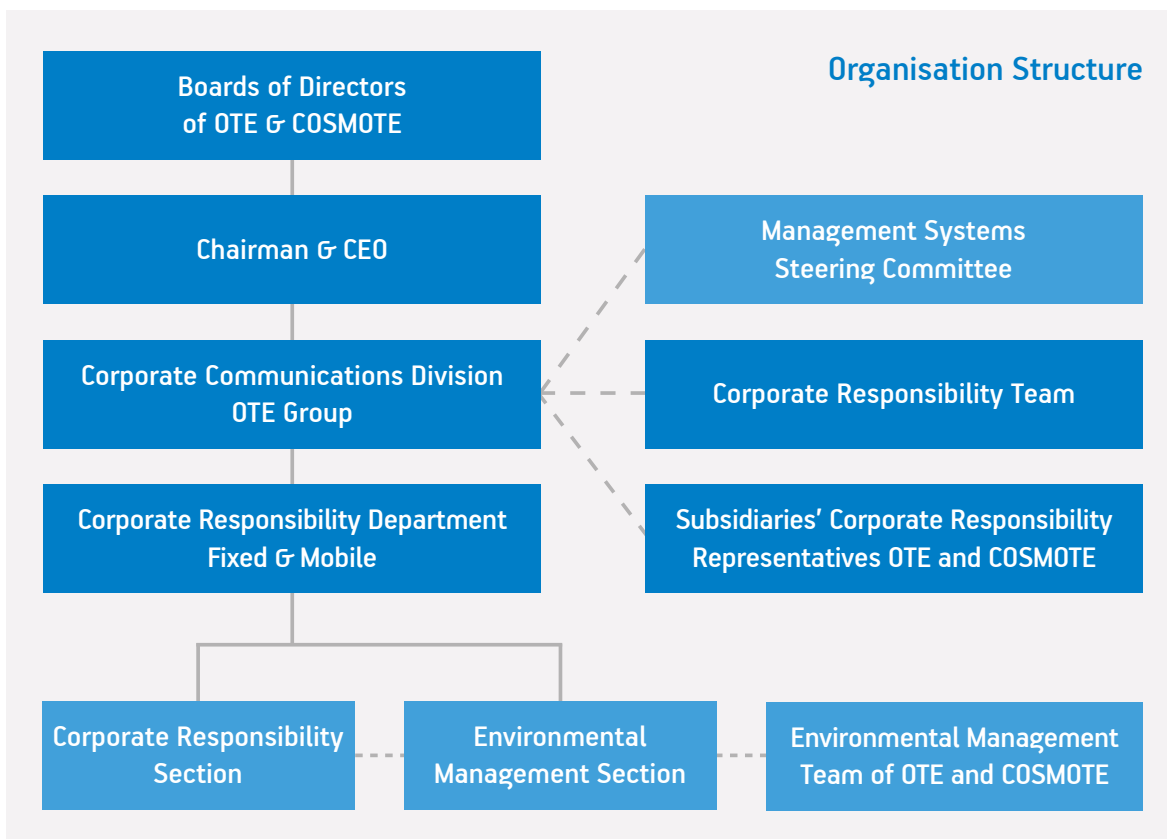 Organisation Structure
Boards of Directors
of OTE & COSMOTE
Chairman & CEO
Management Systems
Steering Committee
Corporate Communications Division
OTE Group
Corporate Responsibility Team
Corporate Responsibility Department
Fixed & Mobile
Subsidiaries' Corporate Responsibility
Representatives OTE and COSMOTE
Corporate Responsibility
Section
Environmental
Management Section
Environmental Management
Team of OTE and COSMOTE